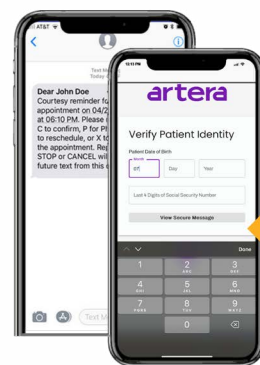 AT&T
Text Me
Today
Dear John Doe
Courtesy reminder fo
appointment on 04/2
at 06:10 PM. Please
C to confirm, P for Ph
to reschedule, or X to
the appointment. Rep
STOP or CANCEL wil
future text from this
Text Me
12:11 PM
artera
Verify Patient Identity
Patient Date of Birth
Month
07
Day
Year
Last 4 Digits of Social Security Number
View Secure Message
Done
1
2
ABC
3
DEF
4
GHI
5
JKL
6
MNO
7
PQRS
8
TUV
9
WXYZ
0